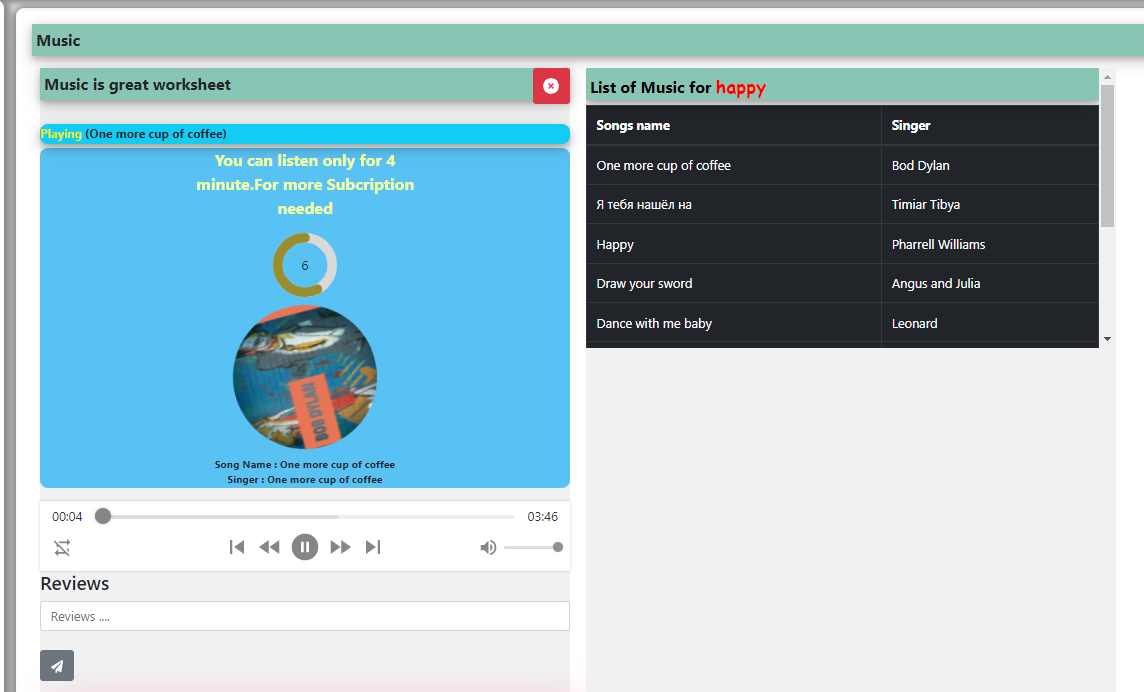 Music
Music is great worksheet
Playing (One more cup of coffee)
You can listen only for 4
minute.For more Subcription
needed
6
BOB DYLAN
Song Name : One more cup of coffee
Singer : One more cup of coffee
00:04
03:46
Reviews
Reviews ....
List of Music for happy
Songs name Singer
One more cup of coffee Bod Dylan
Я тебя нашёл на Timiar Tibya
Happy Pharrell Williams
Draw your sword Angus and Julia
Dance with me baby Leonard